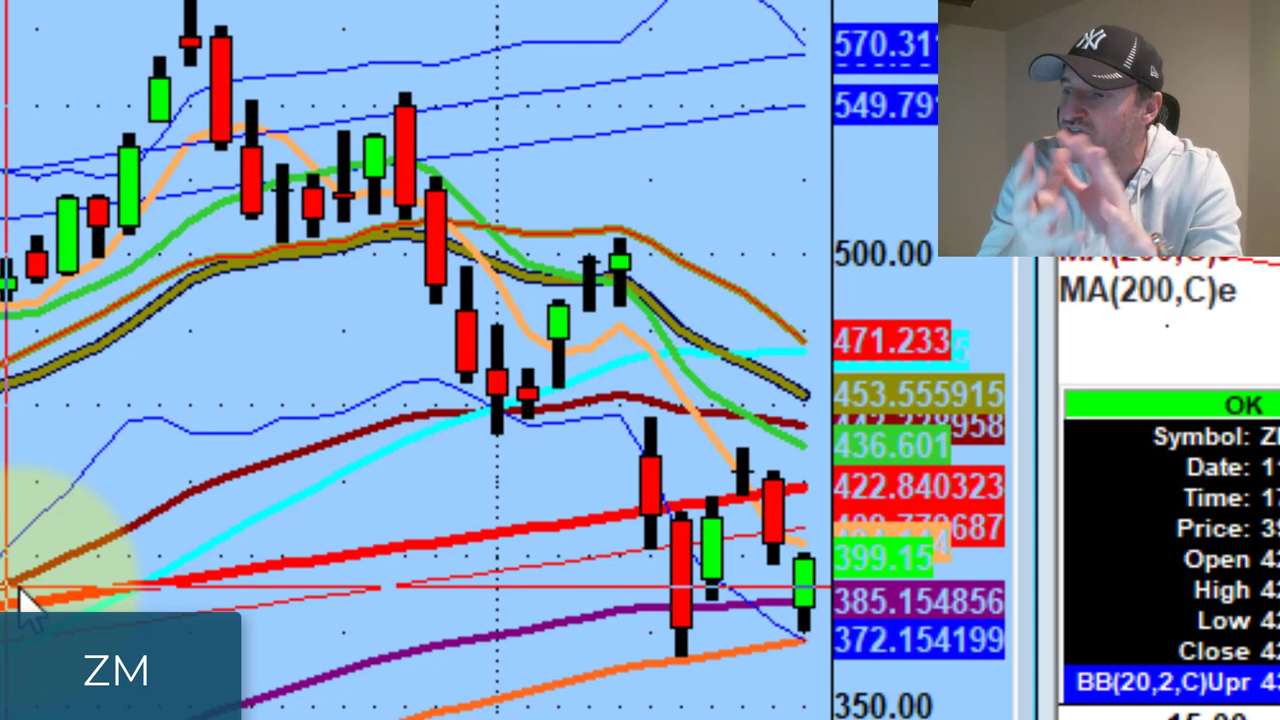 570.31
549.79
500.00
471.233
453.555915
436.601
422.840323
399.15
385.154856
372.154199
350.00
MA(200,C)e
OK
Symbol:
Date:
Time:
Price:
Open
High
Low
Close
BB(20,2,C)Upr
ZM